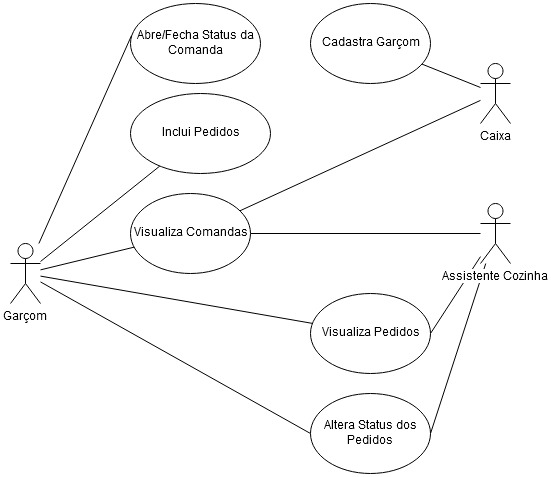 Abre/Fecha Status da
Comanda
Cadastra Garçom
Inclui Pedidos
Caixa
Visualiza Comandas
Assistente Cozinha
Garçom
Visualiza Pedidos
Altera Status dos
Pedidos